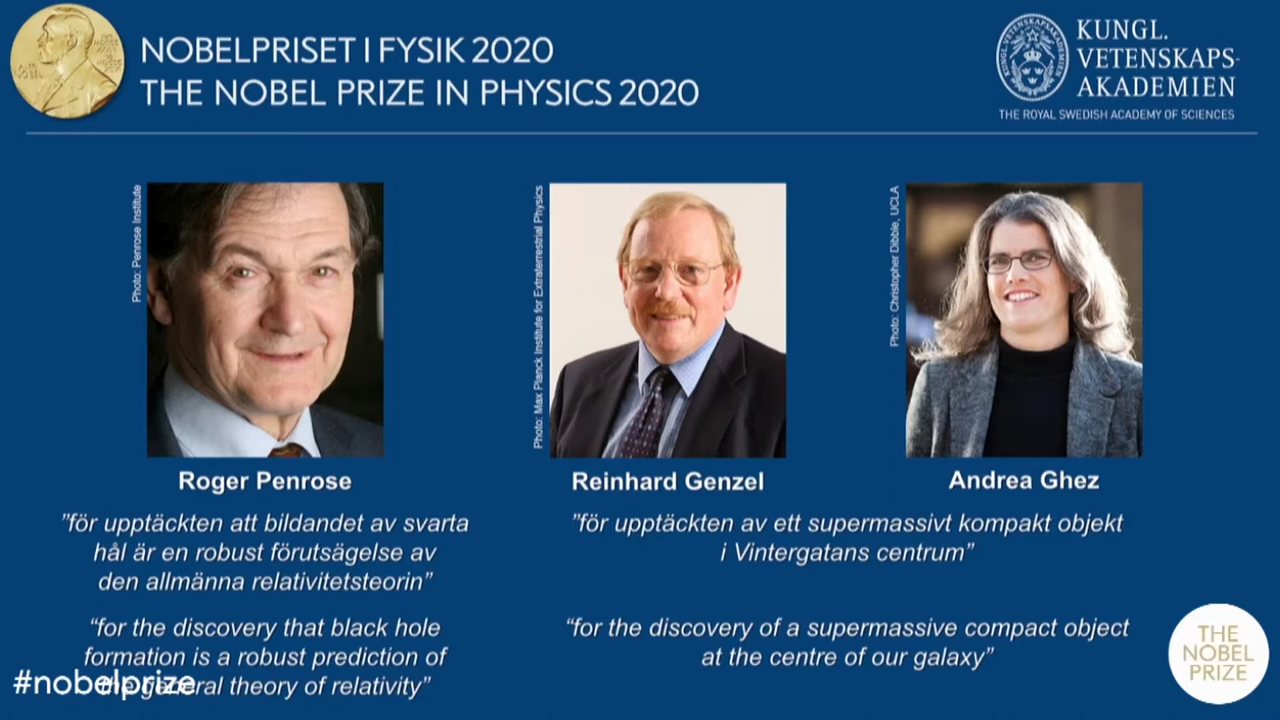 NOBELPRISET I FYSIK 2020
THE NOBEL PRIZE IN PHYSICS 2020
KUNGL.
VETENSKAPS-
AKADEMIEN
THE ROYAL SWEDISH ACADEMY OF SCIENCES
Photo: Penrose Institute
Photo: Max Planck Institute for Extraterrestrial Physics
Photo: Christopher Dibble, UCLA
Roger Penrose
”för upptäckten att bildandet av svarta
hål är en robust förutsägelse av
den allmänna relativitetsteorin”
“for the discovery that black hole
formation is a robust prediction of
the general theory of relativity”
Reinhard Genzel
Andrea Ghez
”för upptäckten av ett supermassivt kompakt objekt
i Vintergatans centrum”
“for the discovery of a supermassive compact object
at the centre of our galaxy”
#nobelprize
THE
NOBEL
PRIZE